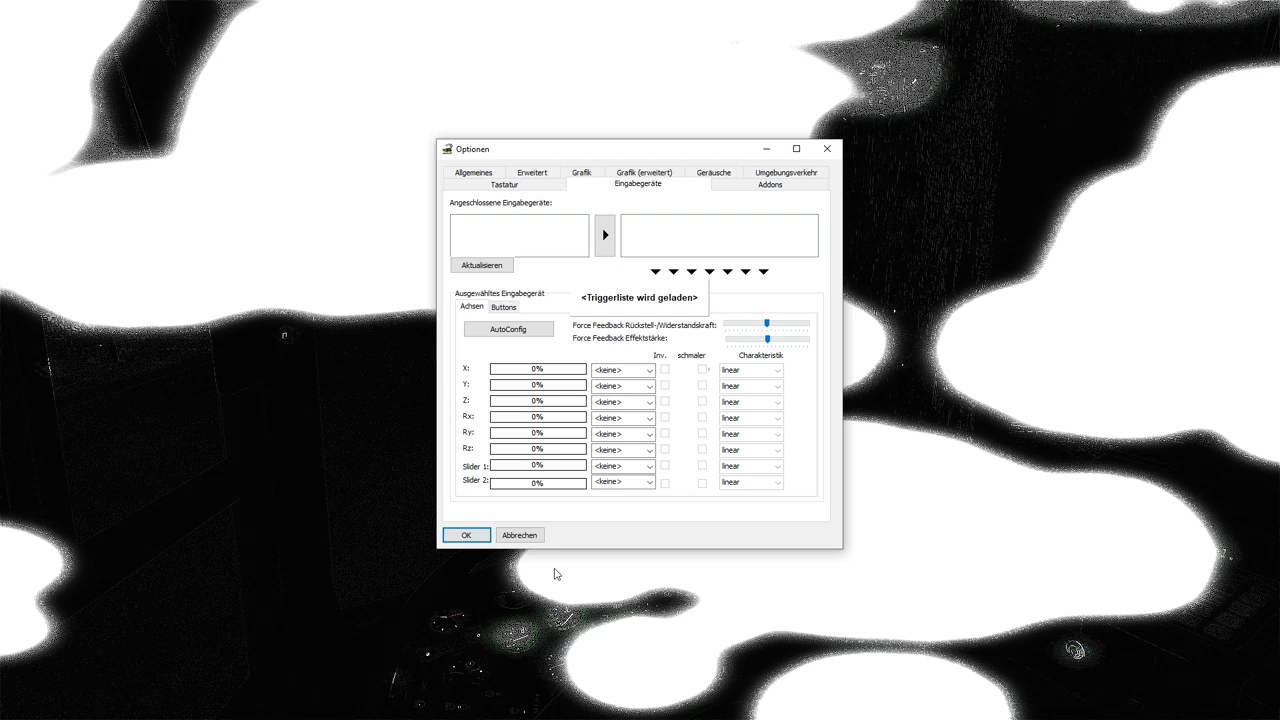 Optionen
Allgemeines Erweitert Grafik Grafik (erweitert) Geräusche Umgebungsverkehr
Tastatur Eingabegeräte Addons
Angeschlossene Eingabegeräte:
Aktualisieren
Ausgewähltes Eingabegerät
<Triggerliste wird geladen>
Achsen Buttons
AutoConfig
Force Feedback Rückstell-/Widerstandskraft:
Force Feedback Effektstärke:
Inv. schmaler Charakteristik
X: 0% <keine> linear
Y: 0% <keine> linear
Z: 0% <keine> linear
Rx: 0% <keine> linear
Ry: 0% <keine> linear
Rz: 0% <keine> linear
Slider 1: 0% <keine> linear
Slider 2: 0% <keine> linear
OK Abbrechen